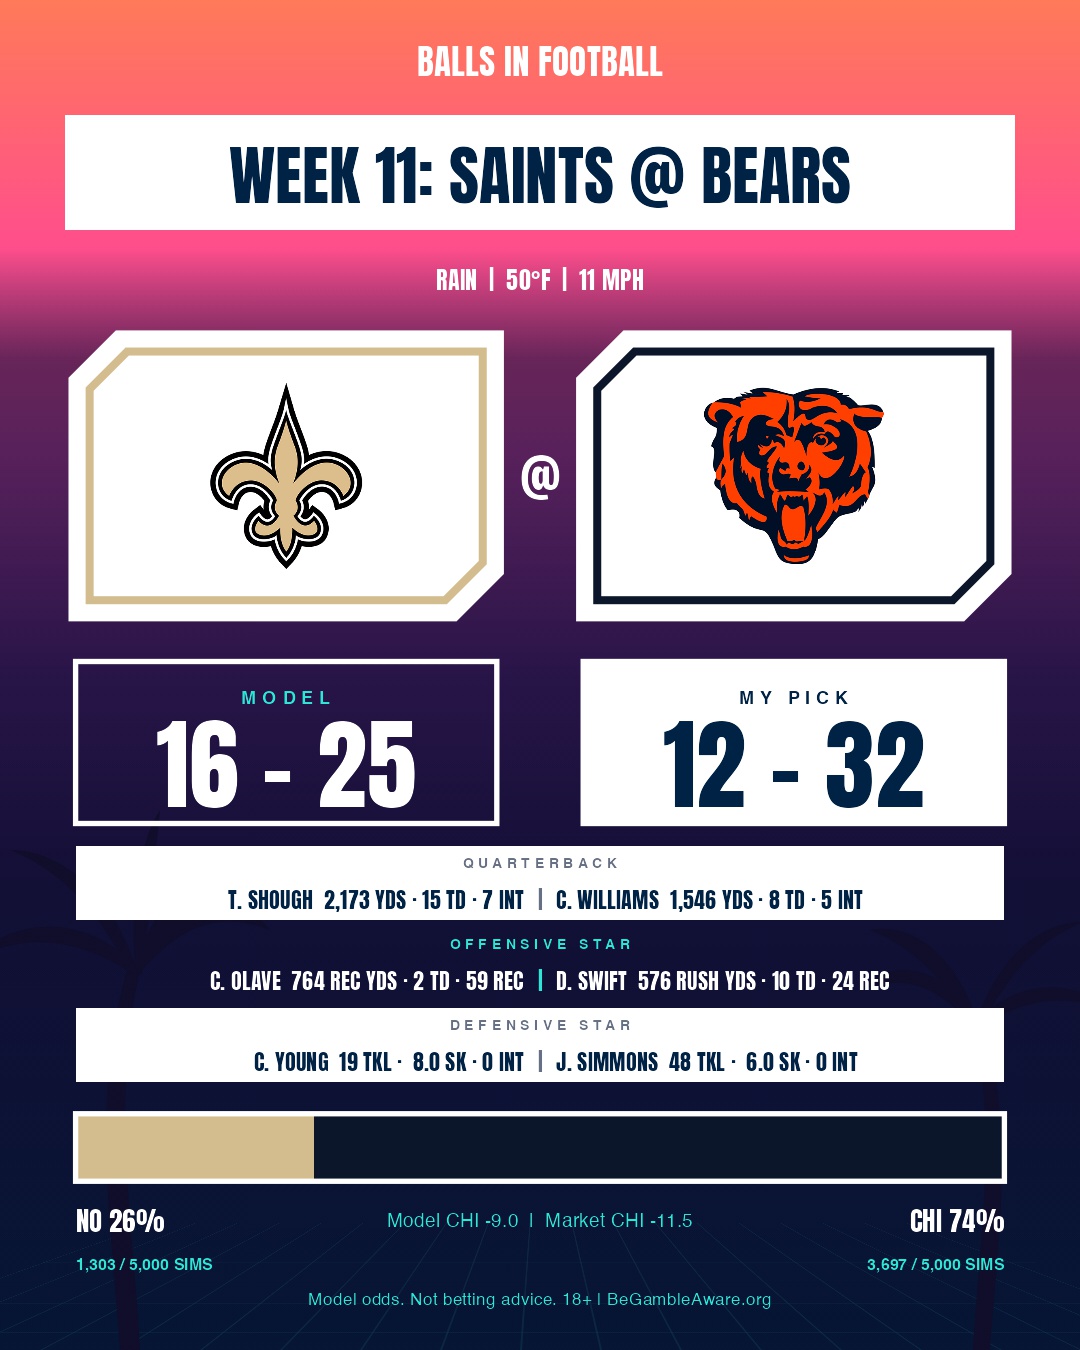 BALLS IN FOOTBALL
WEEK 11: SAINTS @ BEARS
RAIN | 50°F | 11 MPH
@
MODEL
16 - 25
MY PICK
12 - 32
QUARTERBACK
T. SHOUGH 2,173 YDS · 15 TD · 7 INT | C. WILLIAMS 1,546 YDS · 8 TD · 5 INT
OFFENSIVE STAR
C. OLAVE 764 REC YDS · 2 TD · 59 REC | D. SWIFT 576 RUSH YDS · 10 TD · 24 REC
DEFENSIVE STAR
C. YOUNG 19 TKL · 8.0 SK · 0 INT | J. SIMMONS 48 TKL · 6.0 SK · 0 INT
NO 26%
Model CHI -9.0 | Market CHI -11.5
CHI 74%
1,303 / 5,000 SIMS
3,697 / 5,000 SIMS
Model odds. Not betting advice. 18+ | BeGambleAware.org